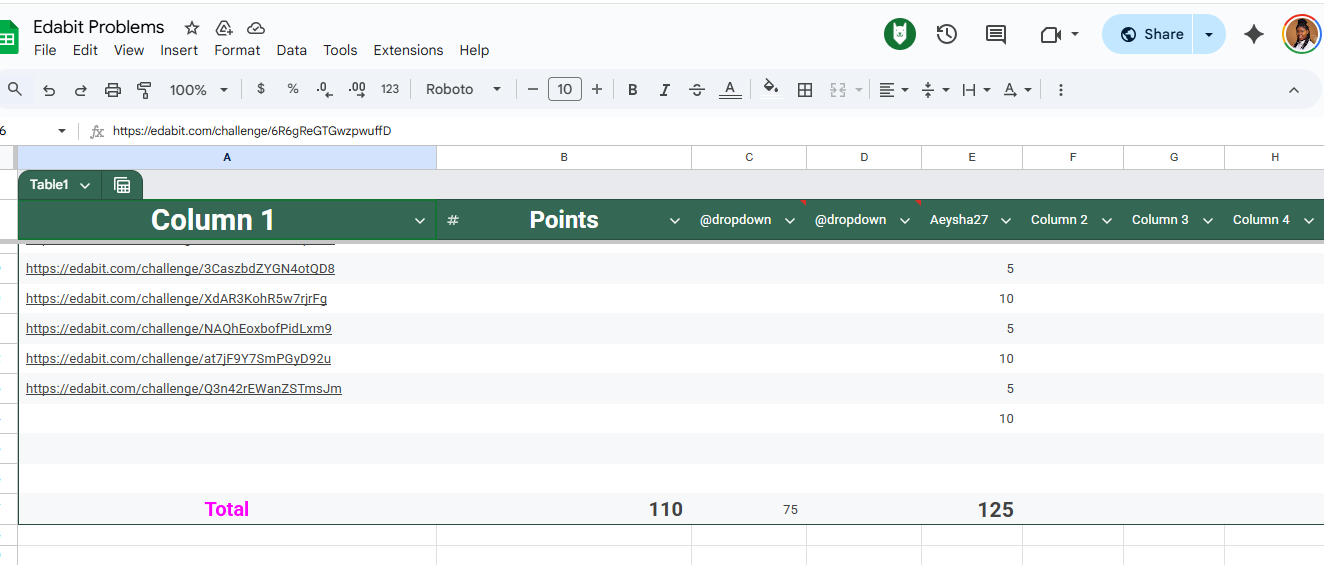 Edabit Problems
File Edit View Insert Format Data Tools Extensions Help
Share
100% $ % .0 .00 123 Roboto 10 B I A
https://edabit.com/challenge/6R6gReGTGwzpwuffD
A B C D E F G H
Table1
Column 1 # Points @dropdown @dropdown Aeysha27 Column 2 Column 3 Column 4
https://edabit.com/challenge/3CaszbdZYGN4otQD8 5
https://edabit.com/challenge/XdAR3KohR5w7rjrFg 10
https://edabit.com/challenge/NAQhEoxbofPidLxm9 5
https://edabit.com/challenge/at7jF9Y7SmPGyD92u 10
https://edabit.com/challenge/Q3n42rEWanZSTmsJm 5
10
Total 110 75 125